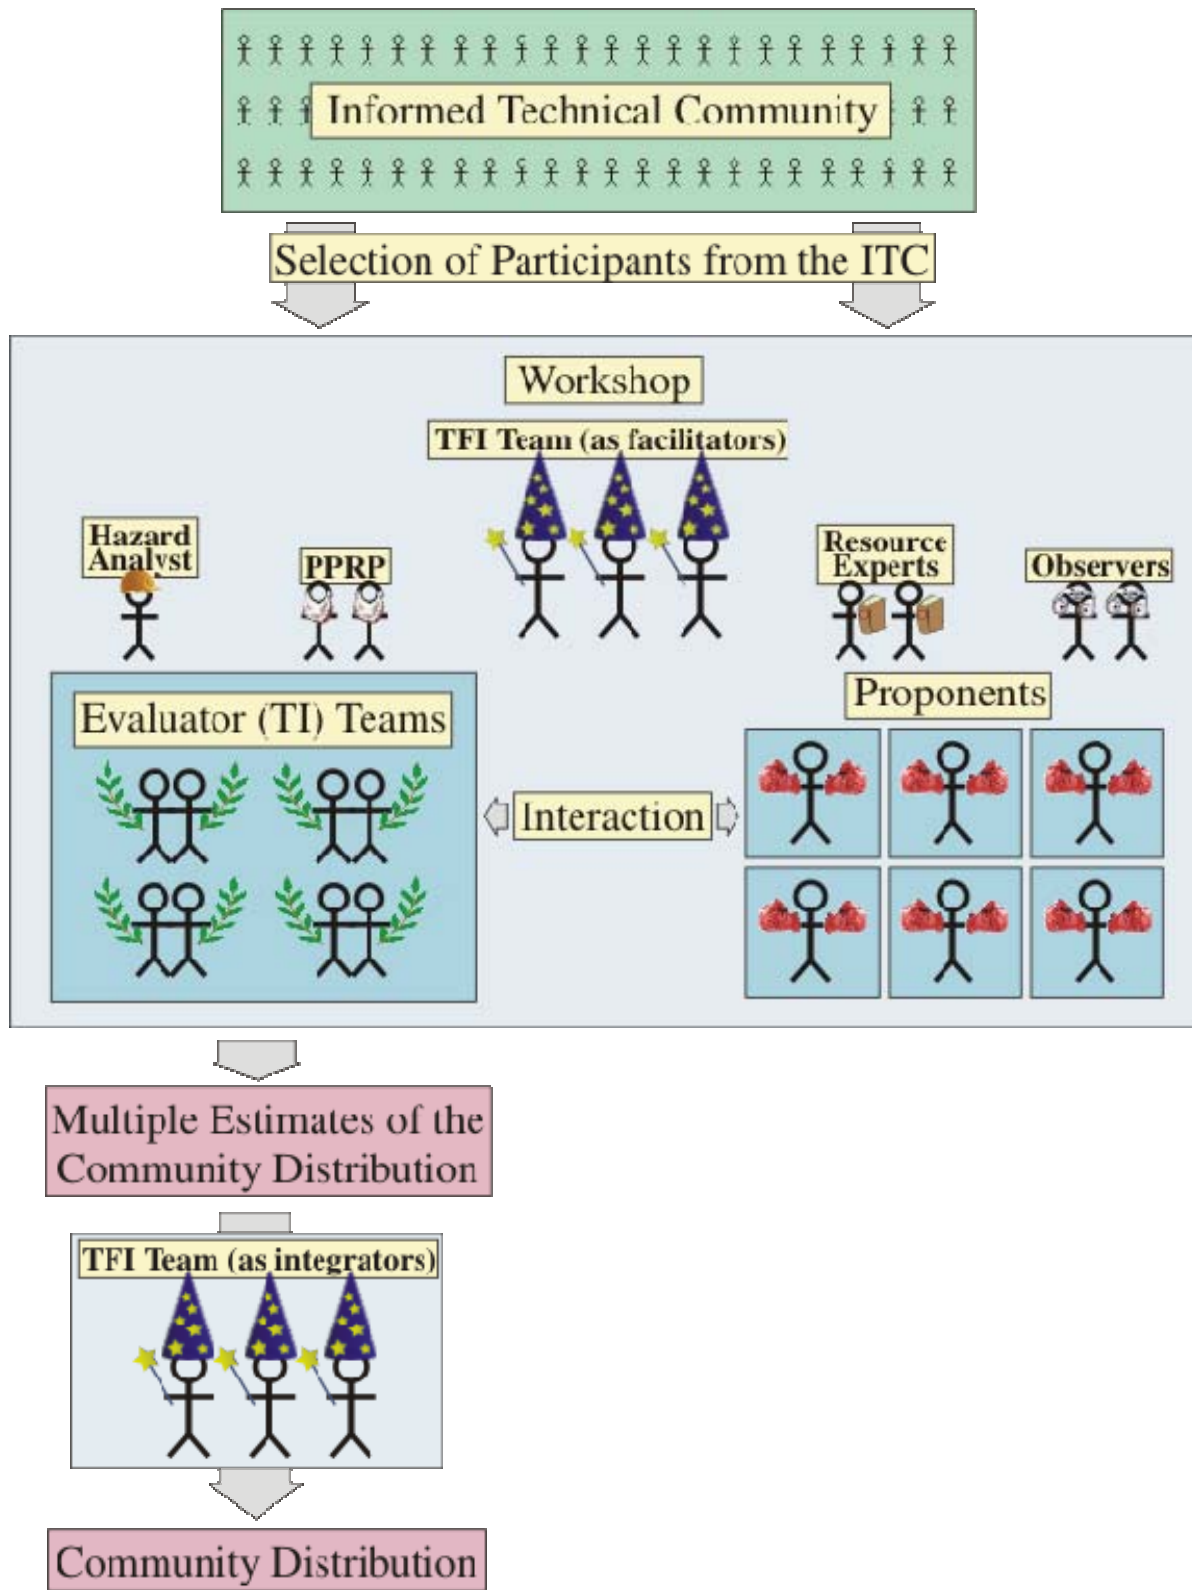 Informed Technical Community
Selection of Participants from the ITC
Workshop
TFI Team (as facilitators)
Hazard
Analyst
PPRP
Resource
Experts
Observers
Evaluator (TI) Teams
Proponents
Interaction
Multiple Estimates of the
Community Distribution
TFI Team (as integrators)
Community Distribution